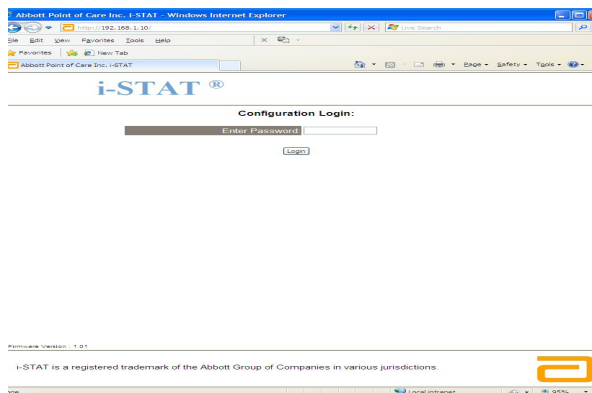 Abbott Point of Care Inc. i-STAT - Windows Internet Explorer
http://192.168.1.10/
Live Search
File Edit View Favorites Tools Help
Favorites New Tab
Abbott Point of Care Inc. i-STAT
Page Safety Tools
i-STAT ®
Configuration Login:
Enter Password
Login
Firmware Version : 1.01
i-STAT is a registered trademark of the Abbott Group of Companies in various jurisdictions.
Local intranet
95%